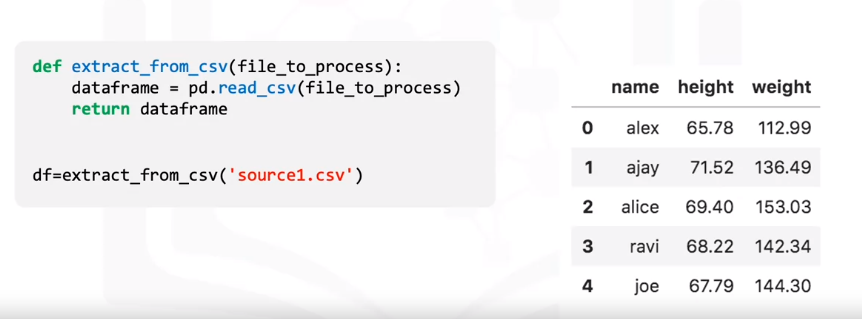 def extract_from_csv(file_to_process):
dataframe = pd.read_csv(file_to_process)
return dataframe
df=extract_from_csv('source1.csv')
name height weight
0 alex 65.78 112.99
1 ajay 71.52 136.49
2 alice 69.40 153.03
3 ravi 68.22 142.34
4 joe 67.79 144.30